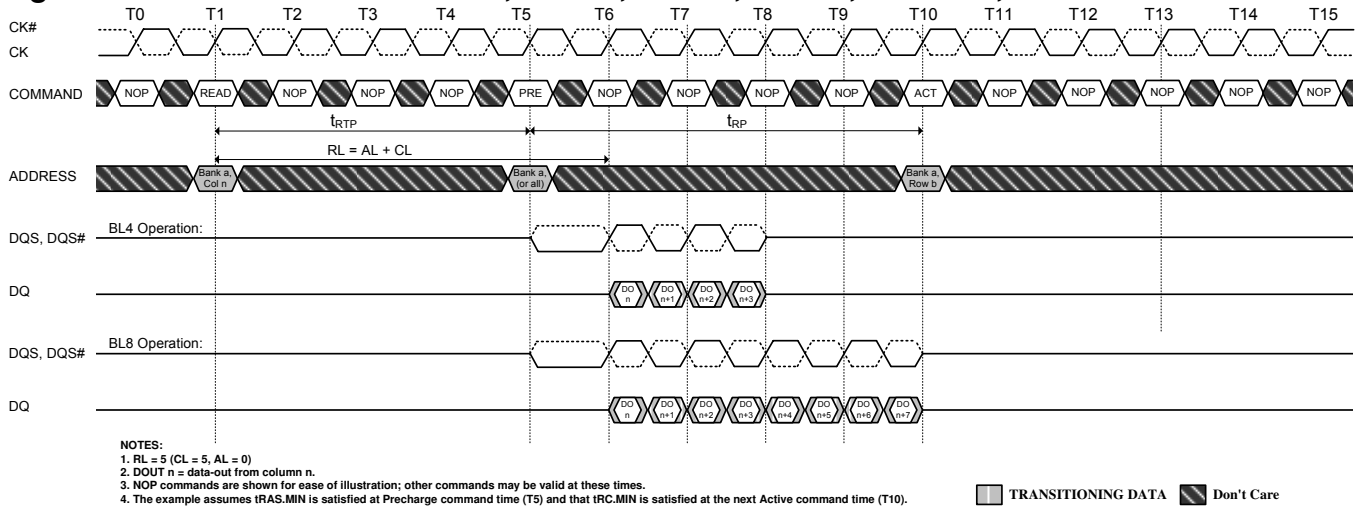 T0 T1 T2 T3 T4 T5 T6 T7 T8 T9 T10 T11 T12 T13 T14 T15
CK#
CK
COMMAND NOP READ NOP NOP NOP PRE NOP NOP NOP NOP ACT NOP NOP NOP NOP NOP
tRTP tRP
RL = AL + CL
ADDRESS Bank a, Col n Bank a, (or all) Bank a, Row b
BL4 Operation:
DQS, DQS#
DQ DO n DO n+1 DO n+2 DO n+3
BL8 Operation:
DQS, DQS#
DQ DO n DO n+1 DO n+2 DO n+3 DO n+4 DO n+5 DO n+6 DO n+7
NOTES:
1. RL = 5 (CL = 5, AL = 0)
2. DOUT n = data-out from column n.
3. NOP commands are shown for ease of illustration; other commands may be valid at these times.
4. The example assumes tRAS.MIN is satisfied at Precharge command time (T5) and that tRC.MIN is satisfied at the next Active command time (T10).
TRANSITIONING DATA Don't Care